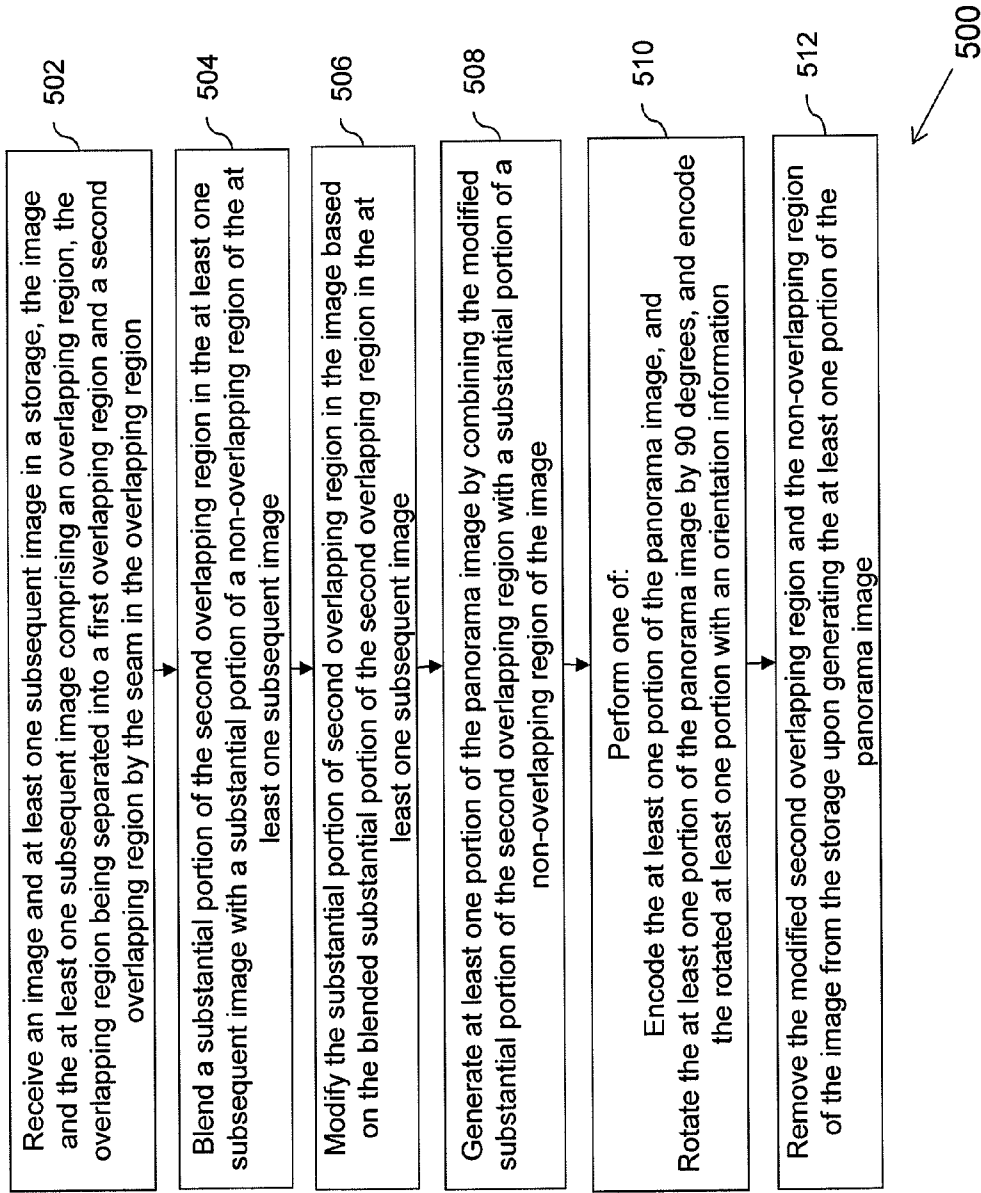 Receive an image and at least one subsequent image in a storage, the image
and the at least one subsequent image comprising an overlapping region, the
overlapping region being separated into a first overlapping region and a second
overlapping region by the seam in the overlapping region
502
Blend a substantial portion of the second overlapping region in the at least one
subsequent image with a substantial portion of a non-overlapping region of the at
least one subsequent image
504
Modify the substantial portion of second overlapping region in the image based
on the blended substantial portion of the second overlapping region in the at
least one subsequent image
506
Generate at least one portion of the panorama image by combining the modified
substantial portion of the second overlapping region with a substantial portion of a
non-overlapping region of the image
508
Perform one of:
Encode the at least one portion of the panorama image, and
Rotate the at least one portion of the panorama image by 90 degrees, and encode
the rotated at least one portion with an orientation information
510
Remove the modified second overlapping region and the non-overlapping region
of the image from the storage upon generating the at least one portion of the
panorama image
512
500